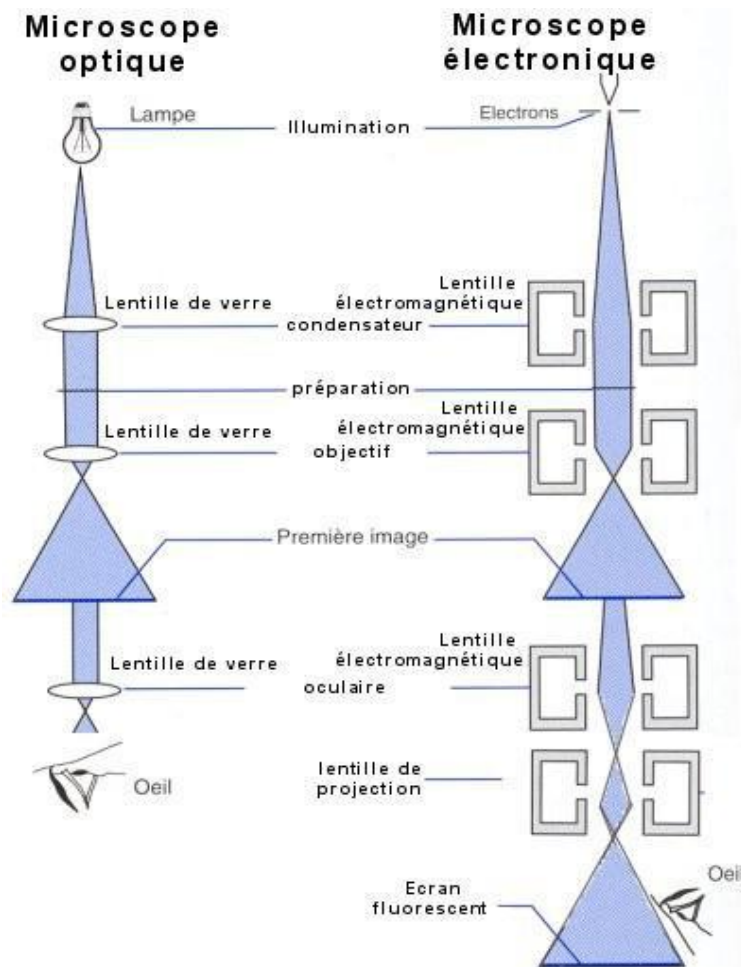 Microscope
optique
Microscope
électronique
Lampe
Illumination
Electrons
Lentille de verre
Lentille
électromagnétique
condensateur
préparation
Lentille de verre
Lentille
électromagnétique
objectif
Première image
Lentille de verre
Lentille
électromagnétique
oculaire
Oeil
lentille de
projection
Oeil
Ecran
fluorescent